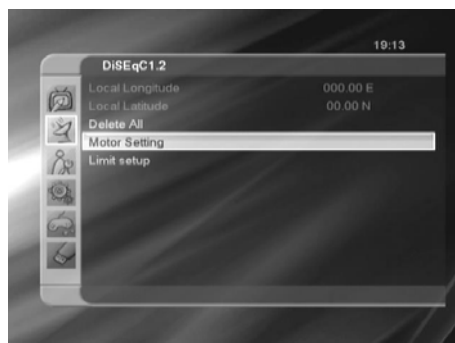 19:13
DiSEqC1.2
Local Longitude 000.00 E
Local Latitude 00.00 N
Delete All
Motor Setting
Limit setup